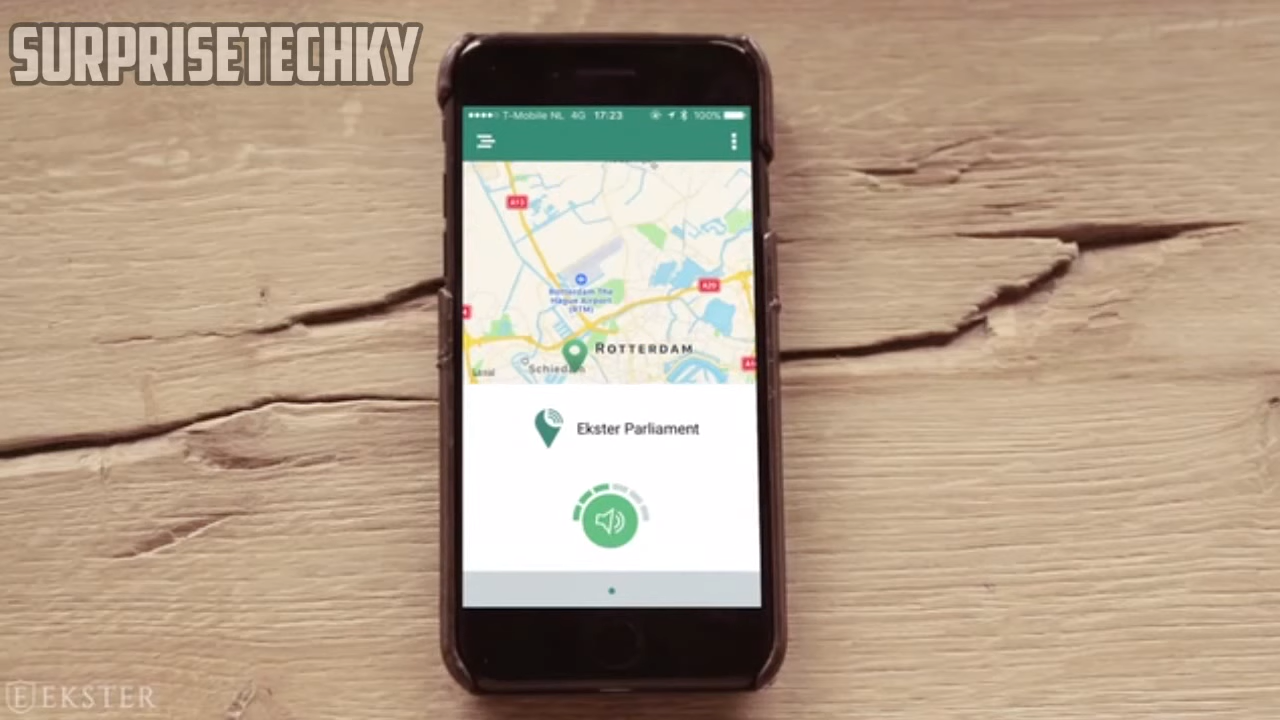 SURPRISETECHKY
T-Mobile NL 4G 17:23 100%
A13
Rotterdam The
Hague Airport
(RTM)
A20
ROTTERDAM
Schiedam
Legal
Ekster Parliament
EKSTER